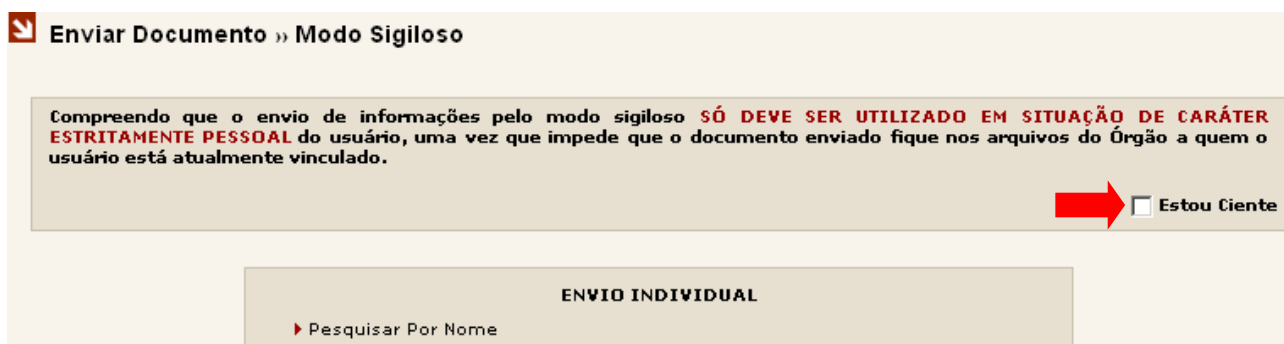 Enviar Documento » Modo Sigiloso
Compreendo que o envio de informações pelo modo sigiloso SÓ DEVE SER UTILIZADO EM SITUAÇÃO DE CARÁTER
ESTRITAMENTE PESSOAL do usuário, uma vez que impede que o documento enviado fique nos arquivos do Órgão a quem o
usuário está atualmente vinculado.
Estou Ciente
ENVIO INDIVIDUAL
Pesquisar Por Nome